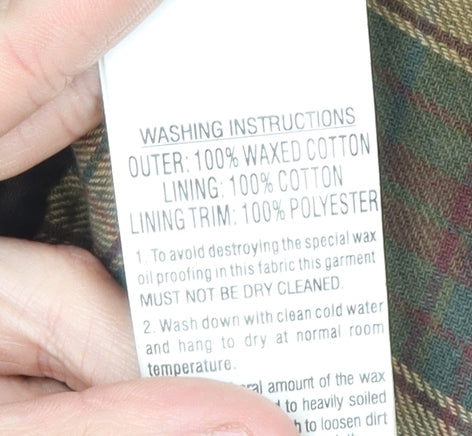 WASHING INSTRUCTIONS
OUTER: 100% WAXED COTTON
LINING: 100% COTTON
LINING TRIM: 100% POLYESTER
1. To avoid destroying the special wax
oil proofing in this fabric this garment
MUST NOT BE DRY CLEANED.
2. Wash down with clean cold water
and hang to dry at normal room
temperature.
amount of the wax
to heavily soiled
to loosen dirt